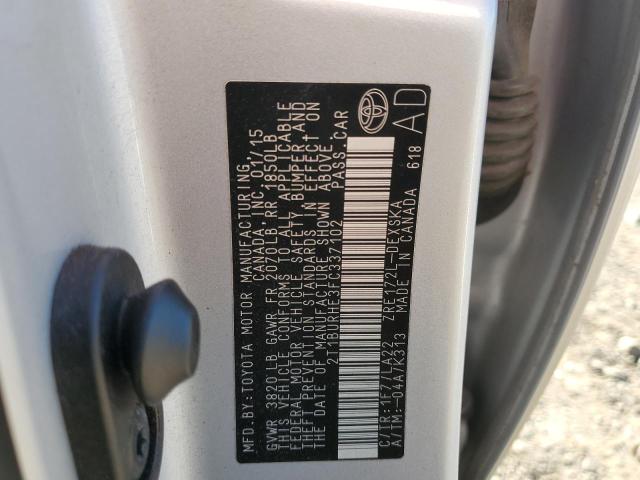 MFD.BY:TOYOTA MOTOR MANUFACTURING
CANADA, INC. 01/15
GVWR 3820LB GAWR FR 2070LB RR 1850LB
THIS VEHICLE CONFORMS TO ALL APPLICABLE
FEDERAL MOTOR VEHICLE SAFETY, BUMPER, AND
THEFT PREVENTION STANDARDS IN EFFECT ON
THE DATE OF MANUFACTURE SHOWN ABOVE.
2T1BURHE3FC337102 PASS.CAR
C/TR:1F7/LA22 ZRE172L-DEXSKA
A/TM:-04A/K313 MADE IN CANADA 618
AD